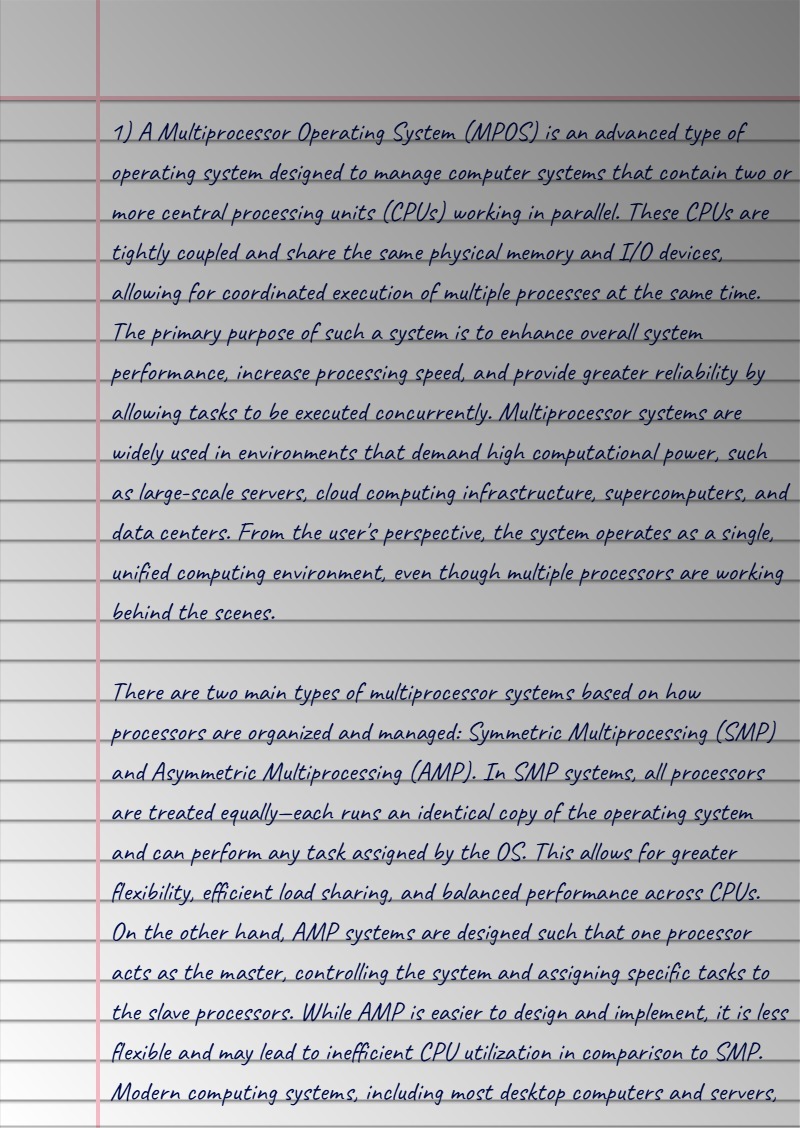 1) A Multiprocessor Operating System (MPOS) is an advanced type of
operating system designed to manage computer systems that contain two or
more central processing units (CPUs) working in parallel. These CPUs are
tightly coupled and share the same physical memory and I/O devices,
allowing for coordinated execution of multiple processes at the same time.
The primary purpose of such a system is to enhance overall system
performance, increase processing speed, and provide greater reliability by
allowing tasks to be executed concurrently. Multiprocessor systems are
widely used in environments that demand high computational power, such
as large-scale servers, cloud computing infrastructure, supercomputers, and
data centers. From the user's perspective, the system operates as a single,
unified computing environment, even though multiple processors are working
behind the scenes.
There are two main types of multiprocessor systems based on how
processors are organized and managed: Symmetric Multiprocessing (SMP)
and Asymmetric Multiprocessing (AMP). In SMP systems, all processors
are treated equally—each runs an identical copy of the operating system
and can perform any task assigned by the OS. This allows for greater
flexibility, efficient load sharing, and balanced performance across CPUs.
On the other hand, AMP systems are designed such that one processor
acts as the master, controlling the system and assigning specific tasks to
the slave processors. While AMP is easier to design and implement, it is less
flexible and may lead to inefficient CPU utilization in comparison to SMP.
Modern computing systems, including most desktop computers and servers,